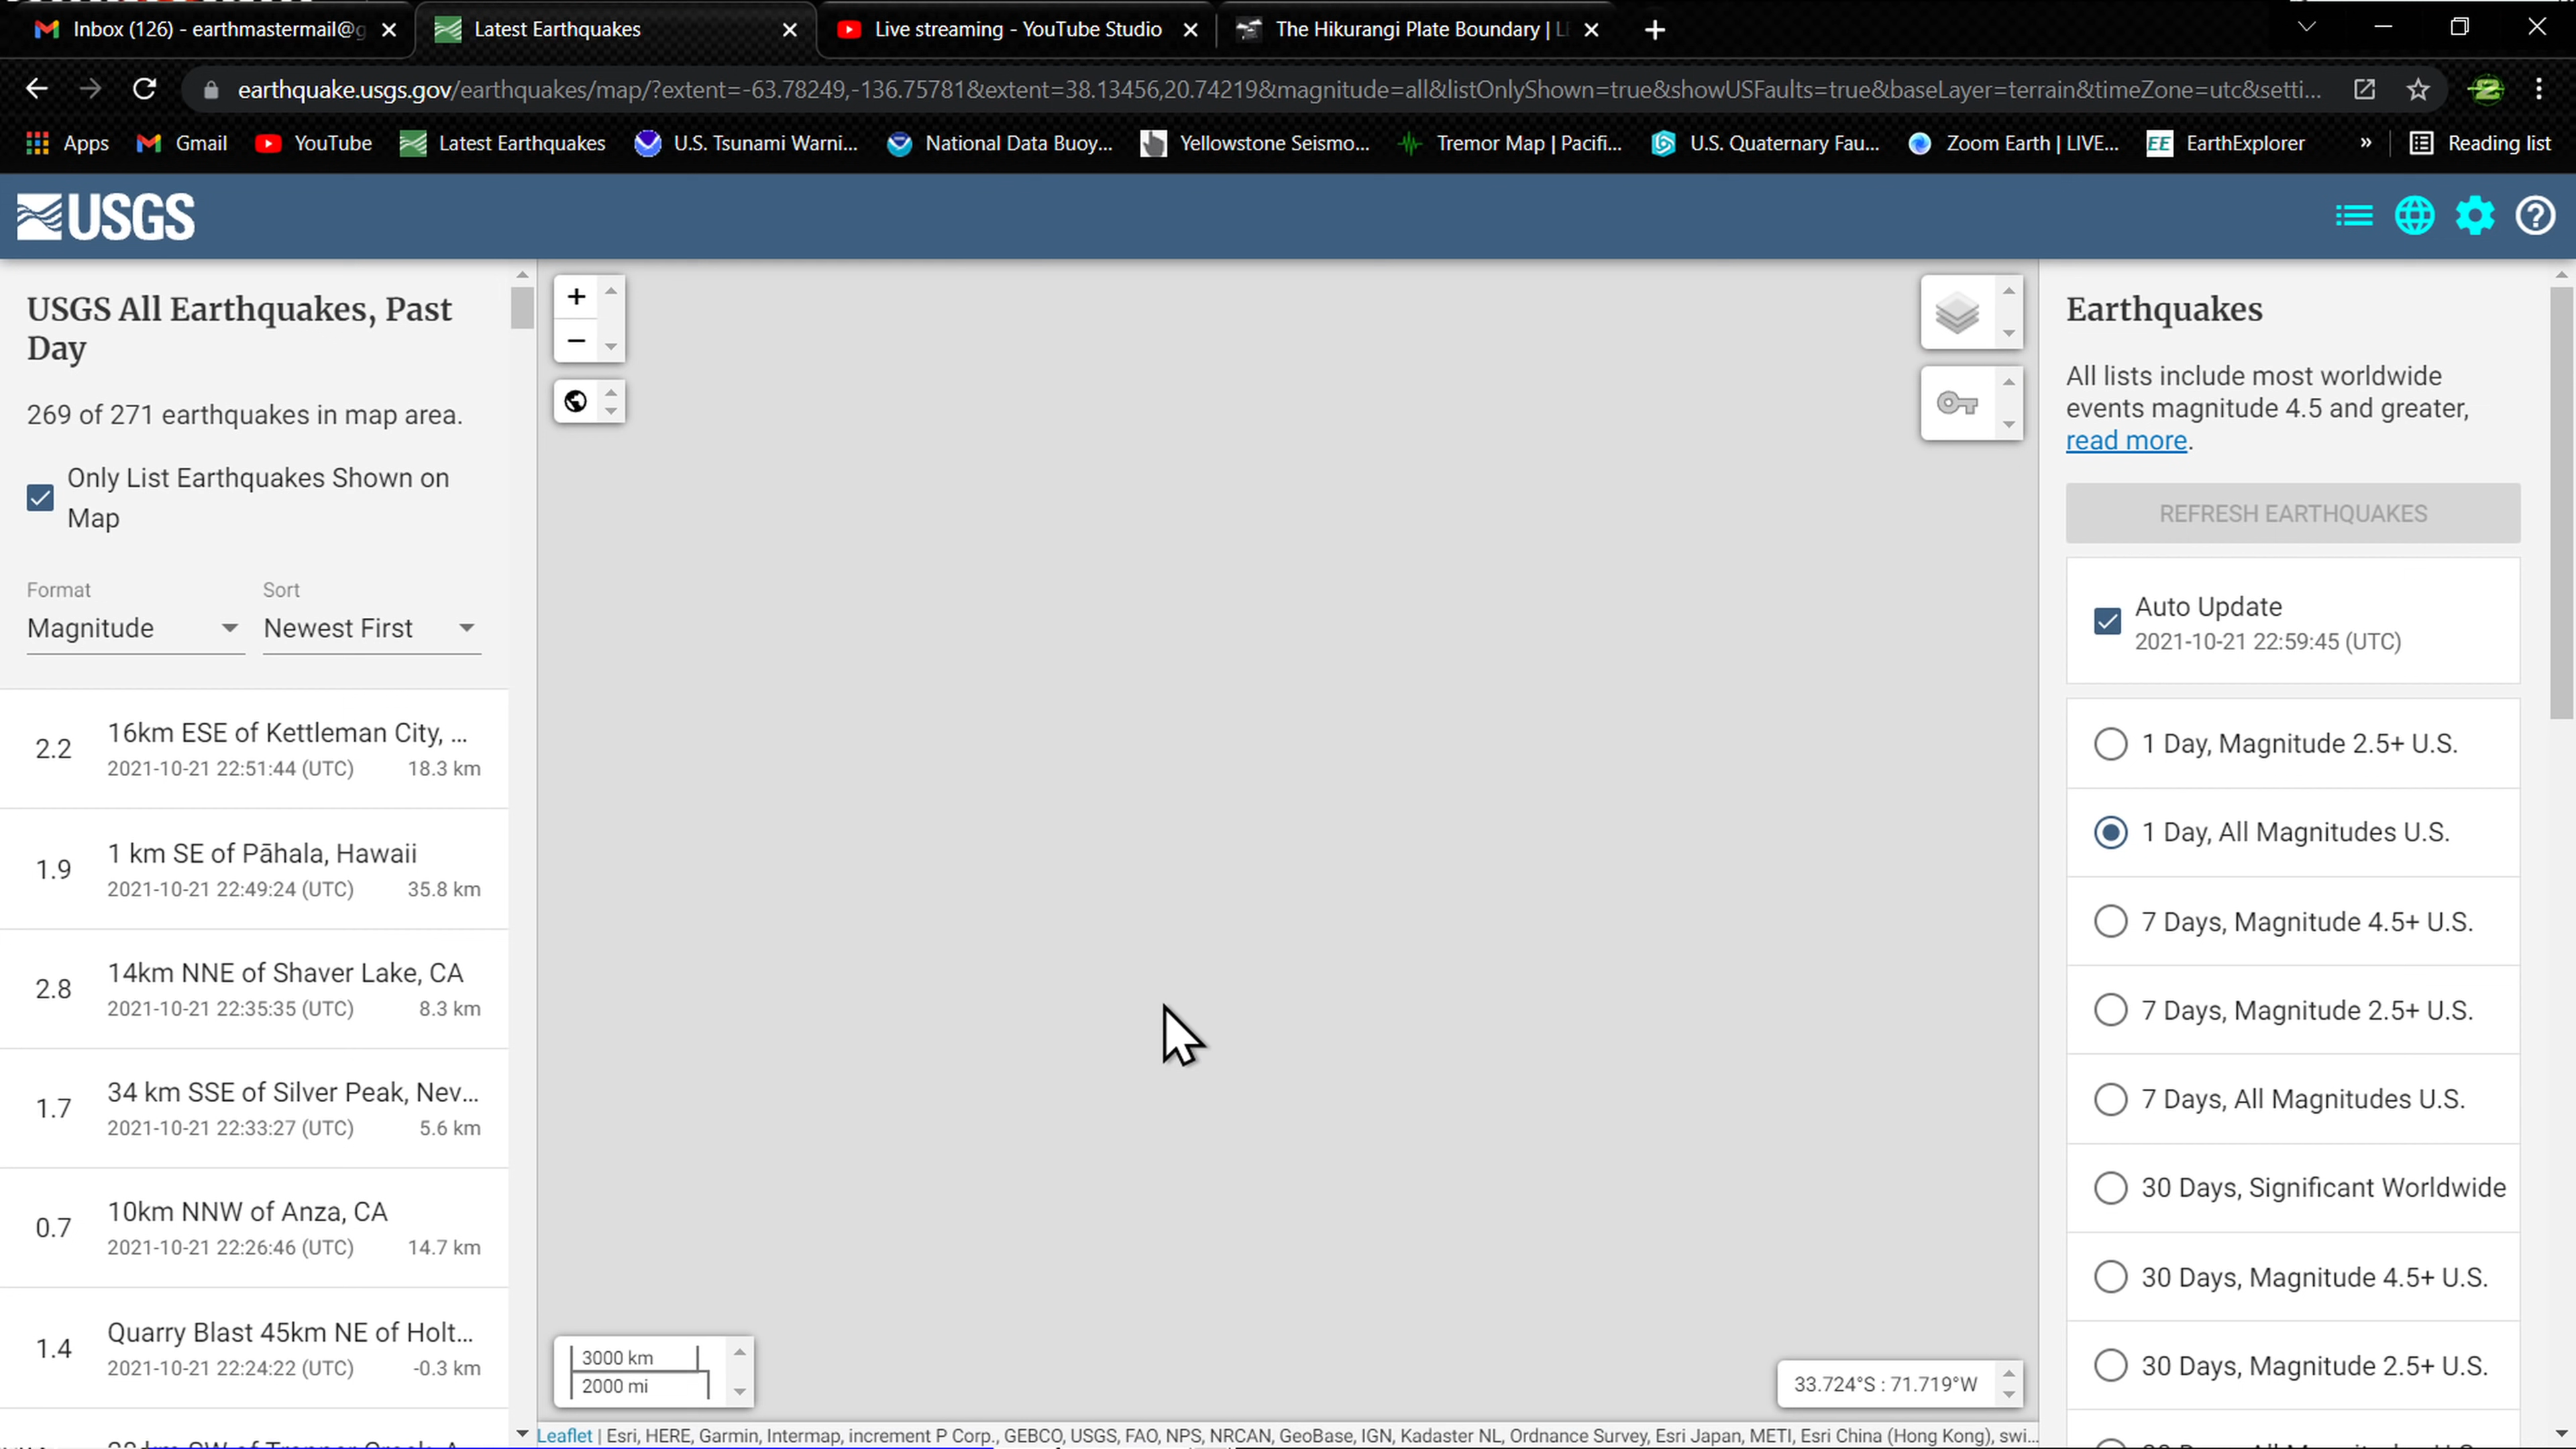 Inbox (126) - earthmastermail@g
Latest Earthquakes
Live streaming - YouTube Studio
The Hikurangi Plate Boundary |
earthquake.usgs.gov/earthquakes/map/?extent=-63.78249,-136.75781&extent=38.13456,20.74219&magnitude=all&listOnlyShown=true&showUSFaults=true&baseLayer=terrain&timeZone=utc&setti...
Apps
Gmail
YouTube
Latest Earthquakes
U.S. Tsunami Warni...
National Data Buoy...
Yellowstone Seismo...
Tremor Map | Pacifi...
U.S. Quaternary Fau...
Zoom Earth | LIVE...
EE EarthExplorer
»
Reading list
USGS
USGS All Earthquakes, Past
Day
269 of 271 earthquakes in map area.
Only List Earthquakes Shown on
Map
Format
Magnitude
Sort
Newest First
2.2
16km ESE of Kettleman City, ...
2021-10-21 22:51:44 (UTC) 18.3 km
1.9
1 km SE of Pāhala, Hawaii
2021-10-21 22:49:24 (UTC) 35.8 km
2.8
14km NNE of Shaver Lake, CA
2021-10-21 22:35:35 (UTC) 8.3 km
1.7
34 km SSE of Silver Peak, Nev...
2021-10-21 22:33:27 (UTC) 5.6 km
0.7
10km NNW of Anza, CA
2021-10-21 22:26:46 (UTC) 14.7 km
1.4
Quarry Blast 45km NE of Holt...
2021-10-21 22:24:22 (UTC) -0.3 km
+
−
3000 km
2000 mi
33.724°S : 71.719°W
Leaflet | Esri, HERE, Garmin, Intermap, increment P Corp., GEBCO, USGS, FAO, NPS, NRCAN, GeoBase, IGN, Kadaster NL, Ordnance Survey, Esri Japan, METI, Esri China (Hong Kong), swi...
Earthquakes
All lists include most worldwide
events magnitude 4.5 and greater,
read more.
REFRESH EARTHQUAKES
Auto Update
2021-10-21 22:59:45 (UTC)
1 Day, Magnitude 2.5+ U.S.
1 Day, All Magnitudes U.S.
7 Days, Magnitude 4.5+ U.S.
7 Days, Magnitude 2.5+ U.S.
7 Days, All Magnitudes U.S.
30 Days, Significant Worldwide
30 Days, Magnitude 4.5+ U.S.
30 Days, Magnitude 2.5+ U.S.